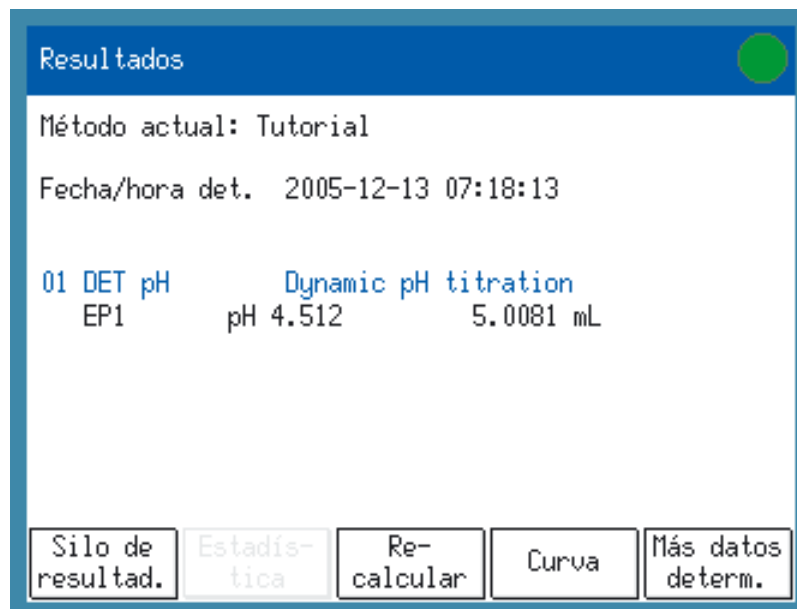 Resultados
Método actual: Tutorial
Fecha/hora det. 2005-12-13 07:18:13
01 DET pH Dynamic pH titration
EP1 pH 4.512 5.0081 mL
Silo de resultad.
Estadís-
tica
Re-
calcular
Curva
Más datos
determ.